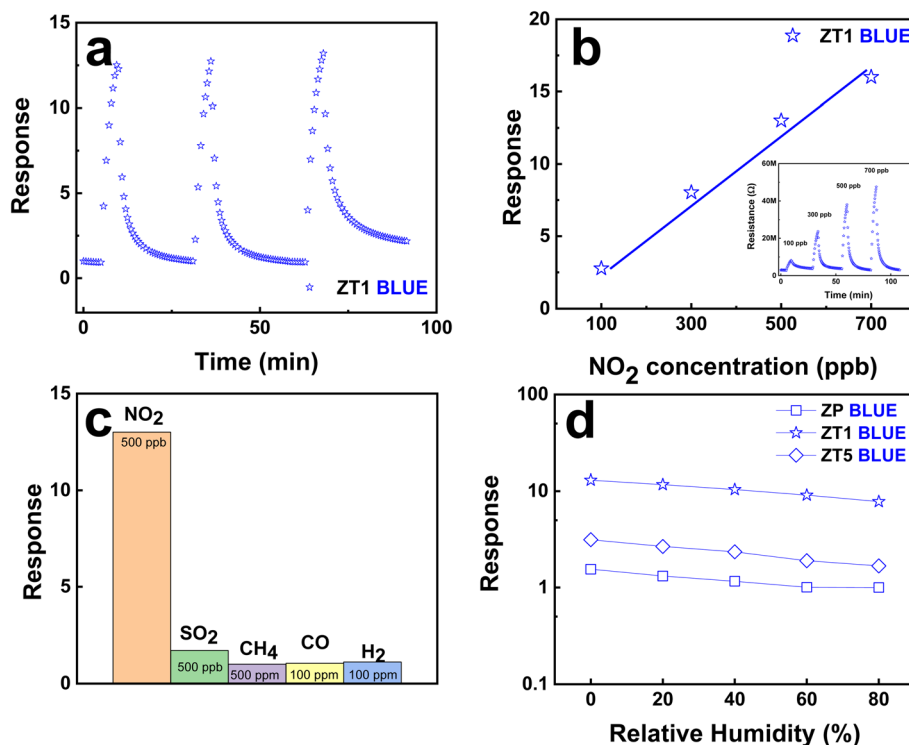 a
15
10
5
0
Response
ZT1 BLUE
0
50
100
Time (min)
b
20
15
10
5
0
Response
ZT1 BLUE
100
300
500
700
NO2 concentration (ppb)
60M
40M
20M
0
Resistance (Ω)
100 ppb
300 ppb
500 ppb
700 ppb
0
50
100
Time (min)
c
15
10
5
0
Response
NO2
500 ppb
SO2
500 ppb
CH4
500 ppm
CO
100 ppm
H2
100 ppm
d
100
10
1
0.1
Response
ZP BLUE
ZT1 BLUE
ZT5 BLUE
0
20
40
60
80
Relative Humidity (%)